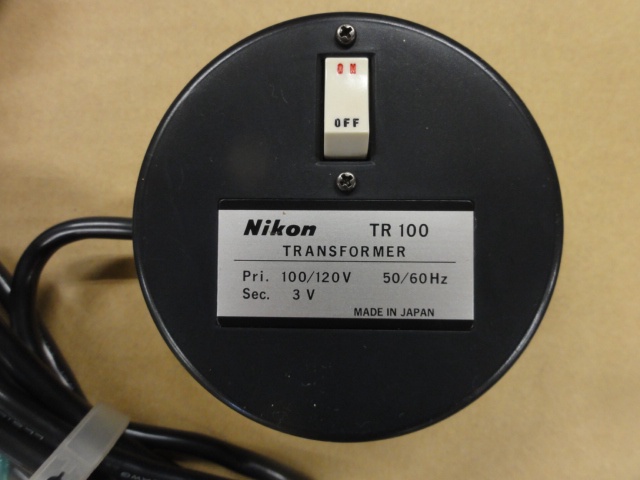 ON
OFF
Nikon TR 100
TRANSFORMER
Pri. 100/120V 50/60Hz
Sec. 3 V
MADE IN JAPAN